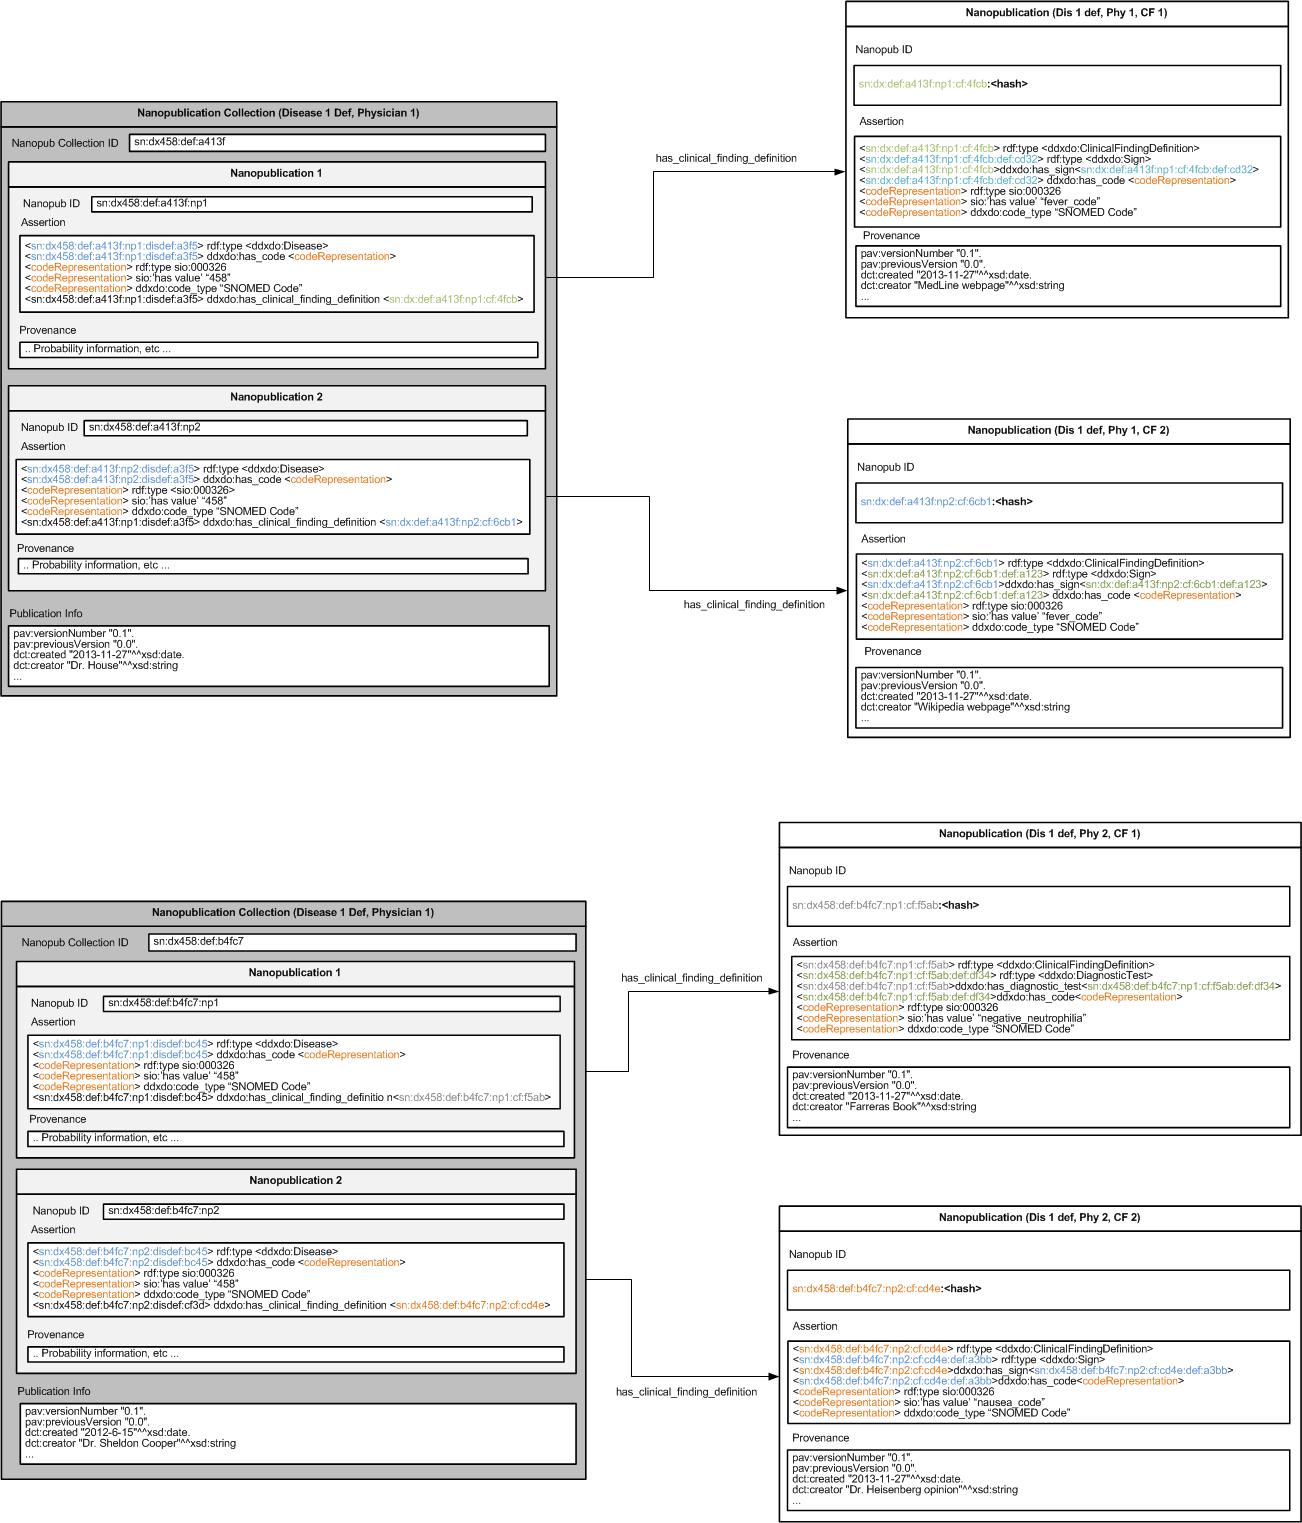 Nanopublication Collection (Disease 1 Def, Physician 1)
Nanopub Collection ID
sn:dx458:def:a413f
Nanopublication 1
Nanopub ID
sn:dx458:def:a413f:np1
Assertion
<sn:dx458:def:a413f:np1:disdef:a3f5> rdf:type <ddxdo:Disease>
<sn:dx458:def:a413f:np1:disdef:a3f5> ddxdo:has_code <codeRepresentation>
<codeRepresentation> rdf:type sio:000326
<codeRepresentation> sio:'has value' “458”
<codeRepresentation> ddxdo:code_type “SNOMED Code”
<sn:dx458:def:a413f:np1:disdef:a3f5> ddxdo:has_clinical_finding_definition <sn:dx:def:a413f:np1:cf:4fcb>
Provenance
.. Probability information, etc ...
Nanopublication 2
Nanopub ID
sn:dx458:def:a413f:np2
Assertion
<sn:dx458:def:a413f:np2:disdef:a3f5> rdf:type <ddxdo:Disease>
<sn:dx458:def:a413f:np2:disdef:a3f5> ddxdo:has_code <codeRepresentation>
<codeRepresentation> rdf:type <sio:000326>
<codeRepresentation> sio:'has value' “458”
<codeRepresentation> ddxdo:code_type “SNOMED Code”
<sn:dx458:def:a413f:np1:disdef:a3f5> ddxdo:has_clinical_finding_definition <sn:dx:def:a413f:np2:cf:6cb1>
Provenance
.. Probability information, etc ...
Publication Info
pav:versionNumber "0.1".
pav:previousVersion "0.0".
dct:created "2013-11-27"^^xsd:date.
dct:creator "Dr. House"^^xsd:string
...
has_clinical_finding_definition
Nanopublication (Dis 1 def, Phy 1, CF 1)
Nanopub ID
sn:dx:def:a413f:np1:cf:4fcb:<hash>
Assertion
<sn:dx:def:a413f:np1:cf:4fcb> rdf:type <ddxdo:ClinicalFindingDefinition>
<sn:dx:def:a413f:np1:cf:4fcb:def:cd32> rdf:type <ddxdo:Sign>
<sn:dx:def:a413f:np1:cf:4fcb>ddxdo:has_sign<sn:dx:def:a413f:np1:cf:4fcb:def:cd32>
<sn:dx:def:a413f:np1:cf:4fcb:def:cd32> ddxdo:has_code <codeRepresentation>
<codeRepresentation> rdf:type sio:000326
<codeRepresentation> sio:'has value' “fever_code”
<codeRepresentation> ddxdo:code_type “SNOMED Code”
Provenance
pav:versionNumber "0.1".
pav:previousVersion "0.0".
dct:created "2013-11-27"^^xsd:date.
dct:creator "MedLine webpage"^^xsd:string
...
has_clinical_finding_definition
Nanopublication (Dis 1 def, Phy 1, CF 2)
Nanopub ID
sn:dx:def:a413f:np2:cf:6cb1:<hash>
Assertion
<sn:dx:def:a413f:np2:cf:6cb1> rdf:type <ddxdo:ClinicalFindingDefinition>
<sn:dx:def:a413f:np2:cf:6cb1:def:a123> rdf:type <ddxdo:Sign>
<sn:dx:def:a413f:np2:cf:6cb1>ddxdo:has_sign<sn:dx:def:a413f:np2:cf:6cb1:def:a123>
<sn:dx:def:a413f:np2:cf:6cb1:def:a123> ddxdo:has_code <codeRepresentation>
<codeRepresentation> rdf:type sio:000326
<codeRepresentation> sio:'has value' “fever_code”
<codeRepresentation> ddxdo:code_type “SNOMED Code”
Provenance
pav:versionNumber "0.1".
pav:previousVersion "0.0".
dct:created "2013-11-27"^^xsd:date.
dct:creator "Wikipedia webpage"^^xsd:string
...
Nanopublication Collection (Disease 1 Def, Physician 1)
Nanopub Collection ID
sn:dx458:def:b4fc7
Nanopublication 1
Nanopub ID
sn:dx458:def:b4fc7:np1
Assertion
<sn:dx458:def:b4fc7:np1:disdef:bc45> rdf:type <ddxdo:Disease>
<sn:dx458:def:b4fc7:np1:disdef:bc45> ddxdo:has_code <codeRepresentation>
<codeRepresentation> rdf:type sio:000326
<codeRepresentation> sio:'has value' “458”
<codeRepresentation> ddxdo:code_type “SNOMED Code”
<sn:dx458:def:b4fc7:np1:disdef:bc45> ddxdo:has_clinical_finding_definitio n<sn:dx458:def:b4fc7:np1:cf:f5ab>
Provenance
.. Probability information, etc ...
Nanopublication 2
Nanopub ID
sn:dx458:def:b4fc7:np2
Assertion
<sn:dx458:def:b4fc7:np2:disdef:bc45> rdf:type <ddxdo:Disease>
<sn:dx458:def:b4fc7:np2:disdef:bc45> ddxdo:has_code <codeRepresentation>
<codeRepresentation> rdf:type sio:000326
<codeRepresentation> sio:'has value' “458”
<codeRepresentation> ddxdo:code_type “SNOMED Code”
<sn:dx458:def:b4fc7:np2:disdef:cf3d> ddxdo:has_clinical_finding_definition <sn:dx458:def:b4fc7:np2:cf:cd4e>
Provenance
.. Probability information, etc ...
Publication Info
pav:versionNumber "0.1".
pav:previousVersion "0.0".
dct:created "2012-6-15"^^xsd:date.
dct:creator "Dr. Sheldon Cooper"^^xsd:string
...
has_clinical_finding_definition
Nanopublication (Dis 1 def, Phy 2, CF 1)
Nanopub ID
sn:dx458:def:b4fc7:np1:cf:f5ab:<hash>
Assertion
<sn:dx458:def:b4fc7:np1:cf:f5ab> rdf:type <ddxdo:ClinicalFindingDefinition>
<sn:dx458:def:b4fc7:np1:cf:f5ab:def:df34> rdf:type <ddxdo:DiagnosticTest>
<sn:dx458:def:b4fc7:np1:cf:f5ab>ddxdo:has_diagnostic_test<sn:dx458:def:b4fc7:np1:cf:f5ab:def:df34>
<sn:dx458:def:b4fc7:np1:cf:f5ab:def:df34>ddxdo:has_code<codeRepresentation>
<codeRepresentation> rdf:type sio:000326
<codeRepresentation> sio:'has value' “negative_neutrophilia”
<codeRepresentation> ddxdo:code_type “SNOMED Code”
Provenance
pav:versionNumber "0.1".
pav:previousVersion "0.0".
dct:created "2013-11-27"^^xsd:date.
dct:creator "Farreras Book"^^xsd:string
...
has_clinical_finding_definition
Nanopublication (Dis 1 def, Phy 2, CF 2)
Nanopub ID
sn:dx458:def:b4fc7:np2:cf:cd4e:<hash>
Assertion
<sn:dx458:def:b4fc7:np2:cf:cd4e> rdf:type <ddxdo:ClinicalFindingDefinition>
<sn:dx458:def:b4fc7:np2:cf:cd4e:def:a3bb> rdf:type <ddxdo:Sign>
<sn:dx458:def:b4fc7:np2:cf:cd4e>ddxdo:has_sign<sn:dx458:def:b4fc7:np2:cf:cd4e:def:a3bb>
<sn:dx458:def:b4fc7:np2:cf:cd4e:def:a3bb>ddxdo:has_code<codeRepresentation>
<codeRepresentation> rdf:type sio:000326
<codeRepresentation> sio:'has value' “nausea_code”
<codeRepresentation> ddxdo:code_type “SNOMED Code”
Provenance
pav:versionNumber "0.1".
pav:previousVersion "0.0".
dct:created "2013-11-27"^^xsd:date.
dct:creator "Dr. Heisenberg opinion"^^xsd:string
...